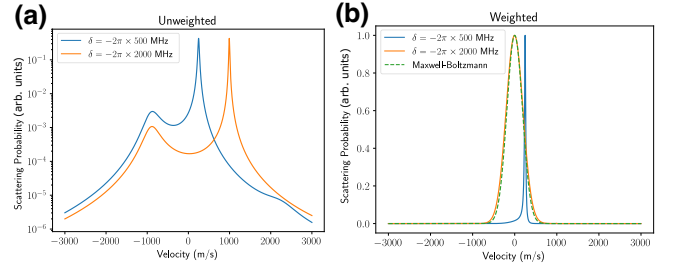 (a)
Unweighted
δ = −2π × 500 MHz
δ = −2π × 2000 MHz
Scattering Probability (arb. units)
10⁻¹
10⁻²
10⁻³
10⁻⁴
10⁻⁵
10⁻⁶
−3000 −2000 −1000 0 1000 2000 3000
Velocity (m/s)
(b)
Weighted
δ = −2π × 500 MHz
δ = −2π × 2000 MHz
Maxwell-Boltzmann
Scattering Probability (arb. units)
1.0
0.8
0.6
0.4
0.2
0.0
−3000 −2000 −1000 0 1000 2000 3000
Velocity (m/s)